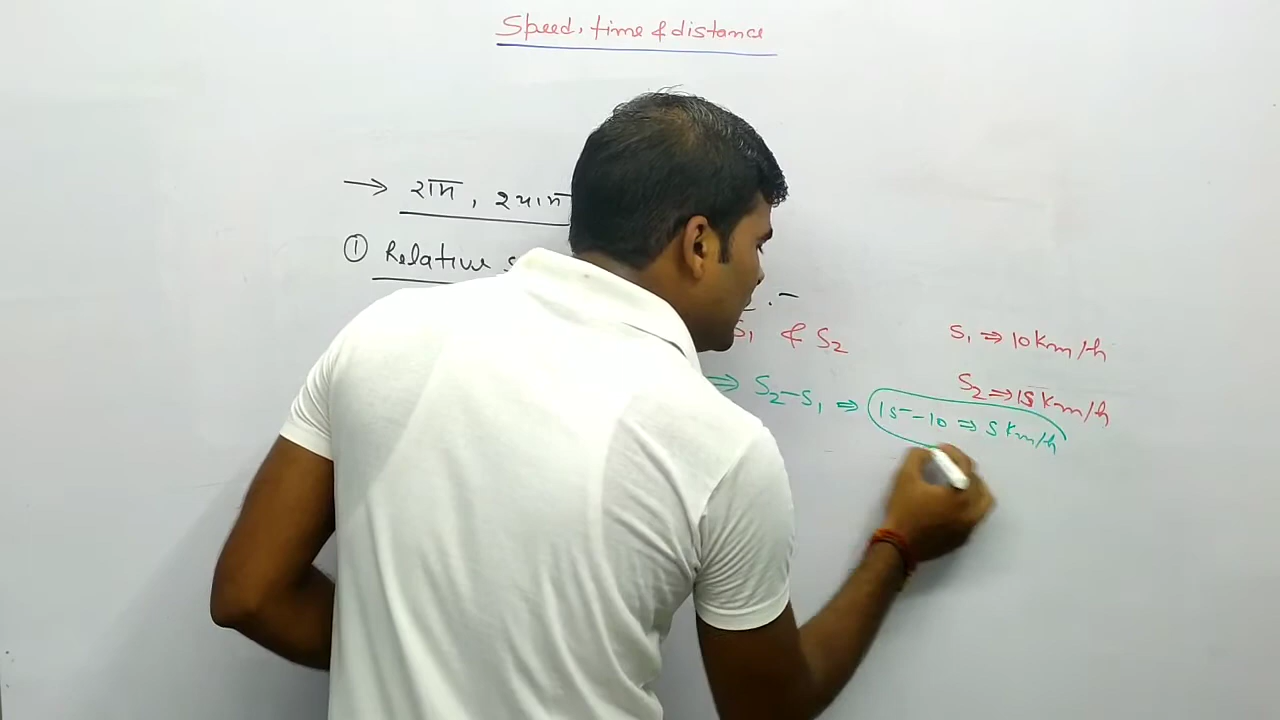 Speed, time & distance
→ राम, श्याम
① Relative s
S₁ & S₂
S₁ ⇒ 10 km/h
S₂ ⇒ 15 km/h
⇒ S₂-S₁ ⇒ 15-10 ⇒ 5 km/h